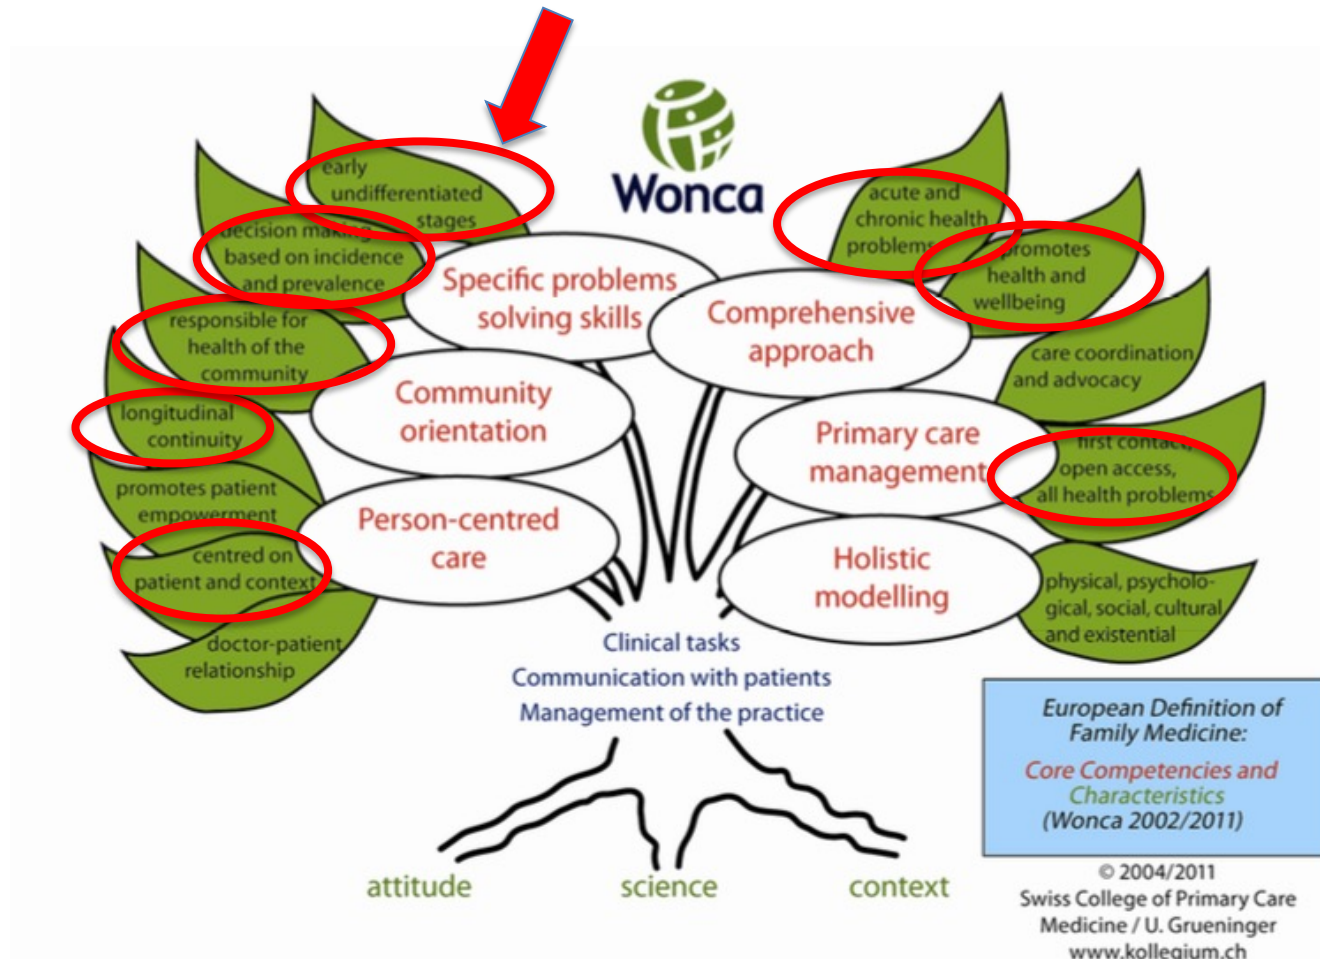 Wonca
early
undifferentiated
stages
decision making
based on incidence
and prevalence
responsible for
health of the
community
longitudinal
continuity
promotes patient
empowerment
centred on
patient and context
doctor-patient
relationship
Specific problems
solving skills
Community
orientation
Person-centred
care
Comprehensive
approach
Primary care
management
Holistic
modelling
acute and
chronic health
problems
promotes
health and
wellbeing
care coordination
and advocacy
first contact,
open access,
all health problems
physical, psycholo-
gical, social, cultural
and existential
Clinical tasks
Communication with patients
Management of the practice
attitude
science
context
European Definition of
Family Medicine:
Core Competencies and
Characteristics
(Wonca 2002/2011)
© 2004/2011
Swiss College of Primary Care
Medicine / U. Grueninger
www.kollegium.ch